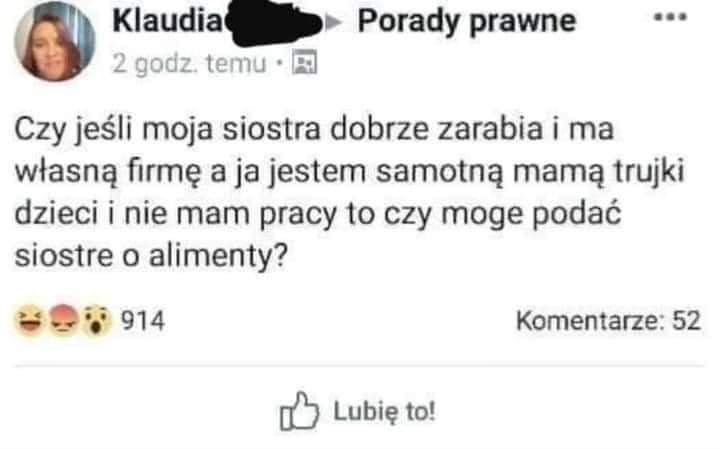 Klaudia Porady prawne
2 godz. temu
Czy jeśli moja siostra dobrze zarabia i ma
własną firmę a ja jestem samotną mamą trujki
dzieci i nie mam pracy to czy moge podać
siostre o alimenty?
914 Komentarze: 52
Lubię to!